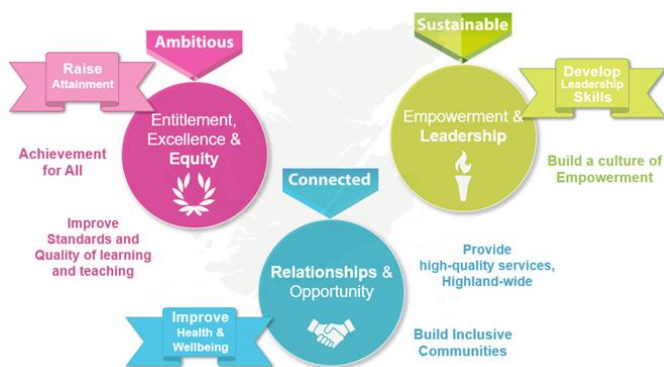 Ambitious
Raise
Attainment
Entitlement,
Excellence &
Equity
Achievement
for All
Improve
Standards and
Quality of learning
and teaching
Sustainable
Develop
Leadership
Skills
Empowerment &
Leadership
Build a culture of
Empowerment
Connected
Relationships &
Opportunity
Improve
Health &
Wellbeing
Provide
high-quality services,
Highland-wide
Build Inclusive
Communities